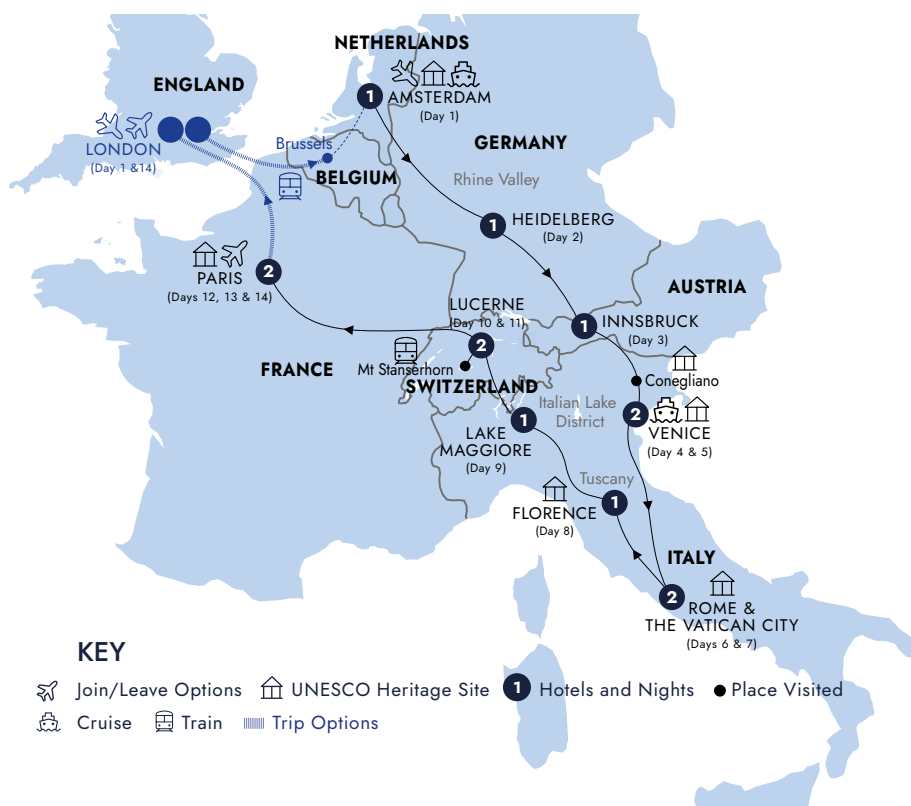 NETHERLANDS
ENGLAND
1
AMSTERDAM
(Day 1)
LONDON
(Day 1 &14)
Brussels
GERMANY
BELGIUM
Rhine Valley
1
HEIDELBERG
(Day 2)
2
PARIS
(Days 12, 13 & 14)
AUSTRIA
LUCERNE
(Day 10 & 11)
1
INNSBRUCK
(Day 3)
2
FRANCE
Mt Stanserhorn
SWITZERLAND
Conegliano
Italian Lake
District
2
VENICE
(Day 4 & 5)
1
LAKE
MAGGIORE
(Day 9)
Tuscany
1
FLORENCE
(Day 8)
ITALY
2
ROME &
THE VATICAN CITY
(Days 6 & 7)
KEY
Join/Leave Options
UNESCO Heritage Site
1
Hotels and Nights
Place Visited
Cruise
Train
Trip Options